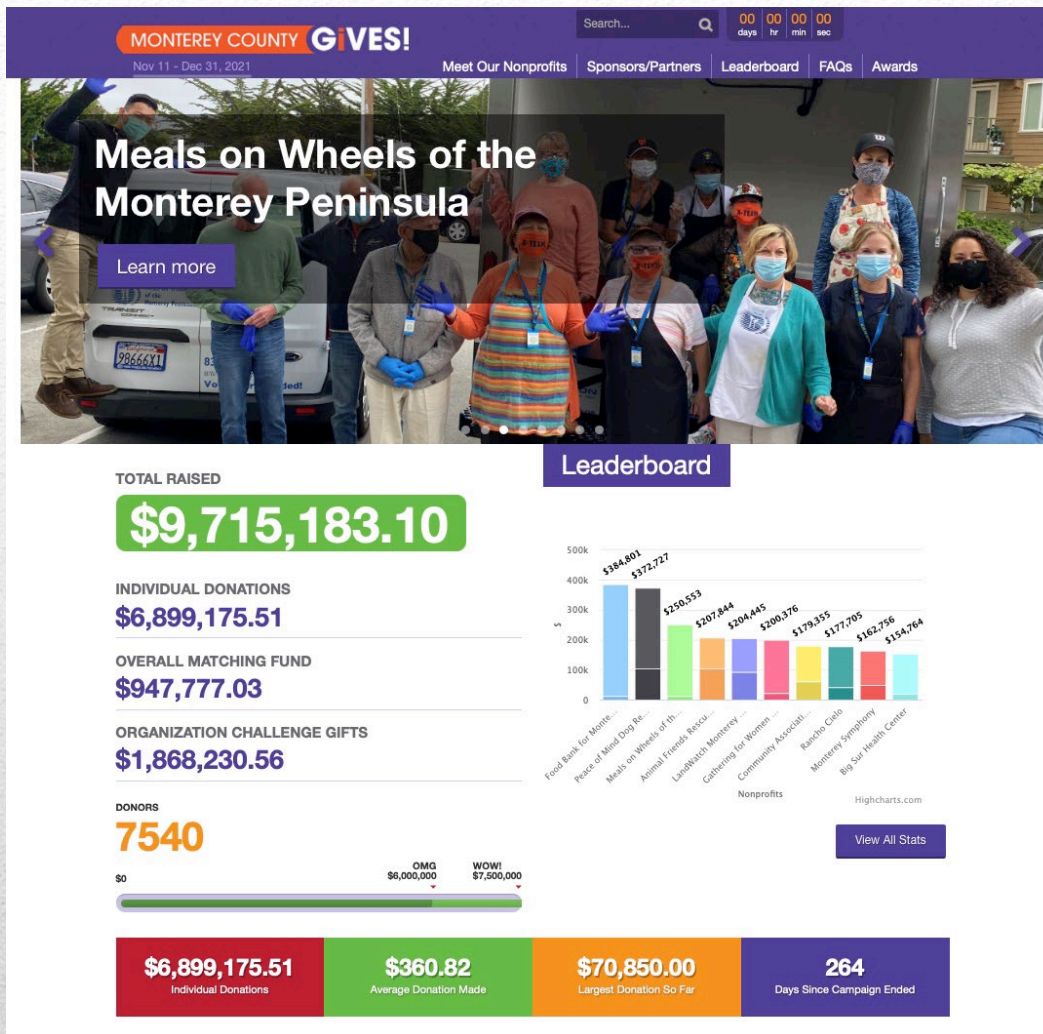 MONTEREY COUNTY GiVES!
Nov 11 - Dec 31, 2021
Search...
00 00 00 00
days hr min sec
Meet Our Nonprofits Sponsors/Partners Leaderboard FAQs Awards
Meals on Wheels of the
Monterey Peninsula
Learn more
of the
Monterey Peninsula
TRANSIT
CONNECT
98666X1
TOTAL RAISED
$9,715,183.10
INDIVIDUAL DONATIONS
$6,899,175.51
OVERALL MATCHING FUND
$947,777.03
ORGANIZATION CHALLENGE GIFTS
$1,868,230.56
DONORS
7540
$0
OMG
$6,000,000
WOW!
$7,500,000
Leaderboard
500k
400k
300k
200k
100k
0
$
$384,801
$372,727
$250,553
$207,844
$204,445
$200,376
$179,355
$177,705
$162,756
$154,764
Food Bank for Monte...
Peace of Mind Dog Re...
Meals on Wheels of th...
Animal Friends Rescu...
LandWatch Monterey ...
Gathering for Women ...
Community Associati...
Rancho Cielo
Monterey Symphony
Big Sur Health Center
Nonprofits
Highcharts.com
View All Stats
$6,899,175.51
Individual Donations
$360.82
Average Donation Made
$70,850.00
Largest Donation So Far
264
Days Since Campaign Ended